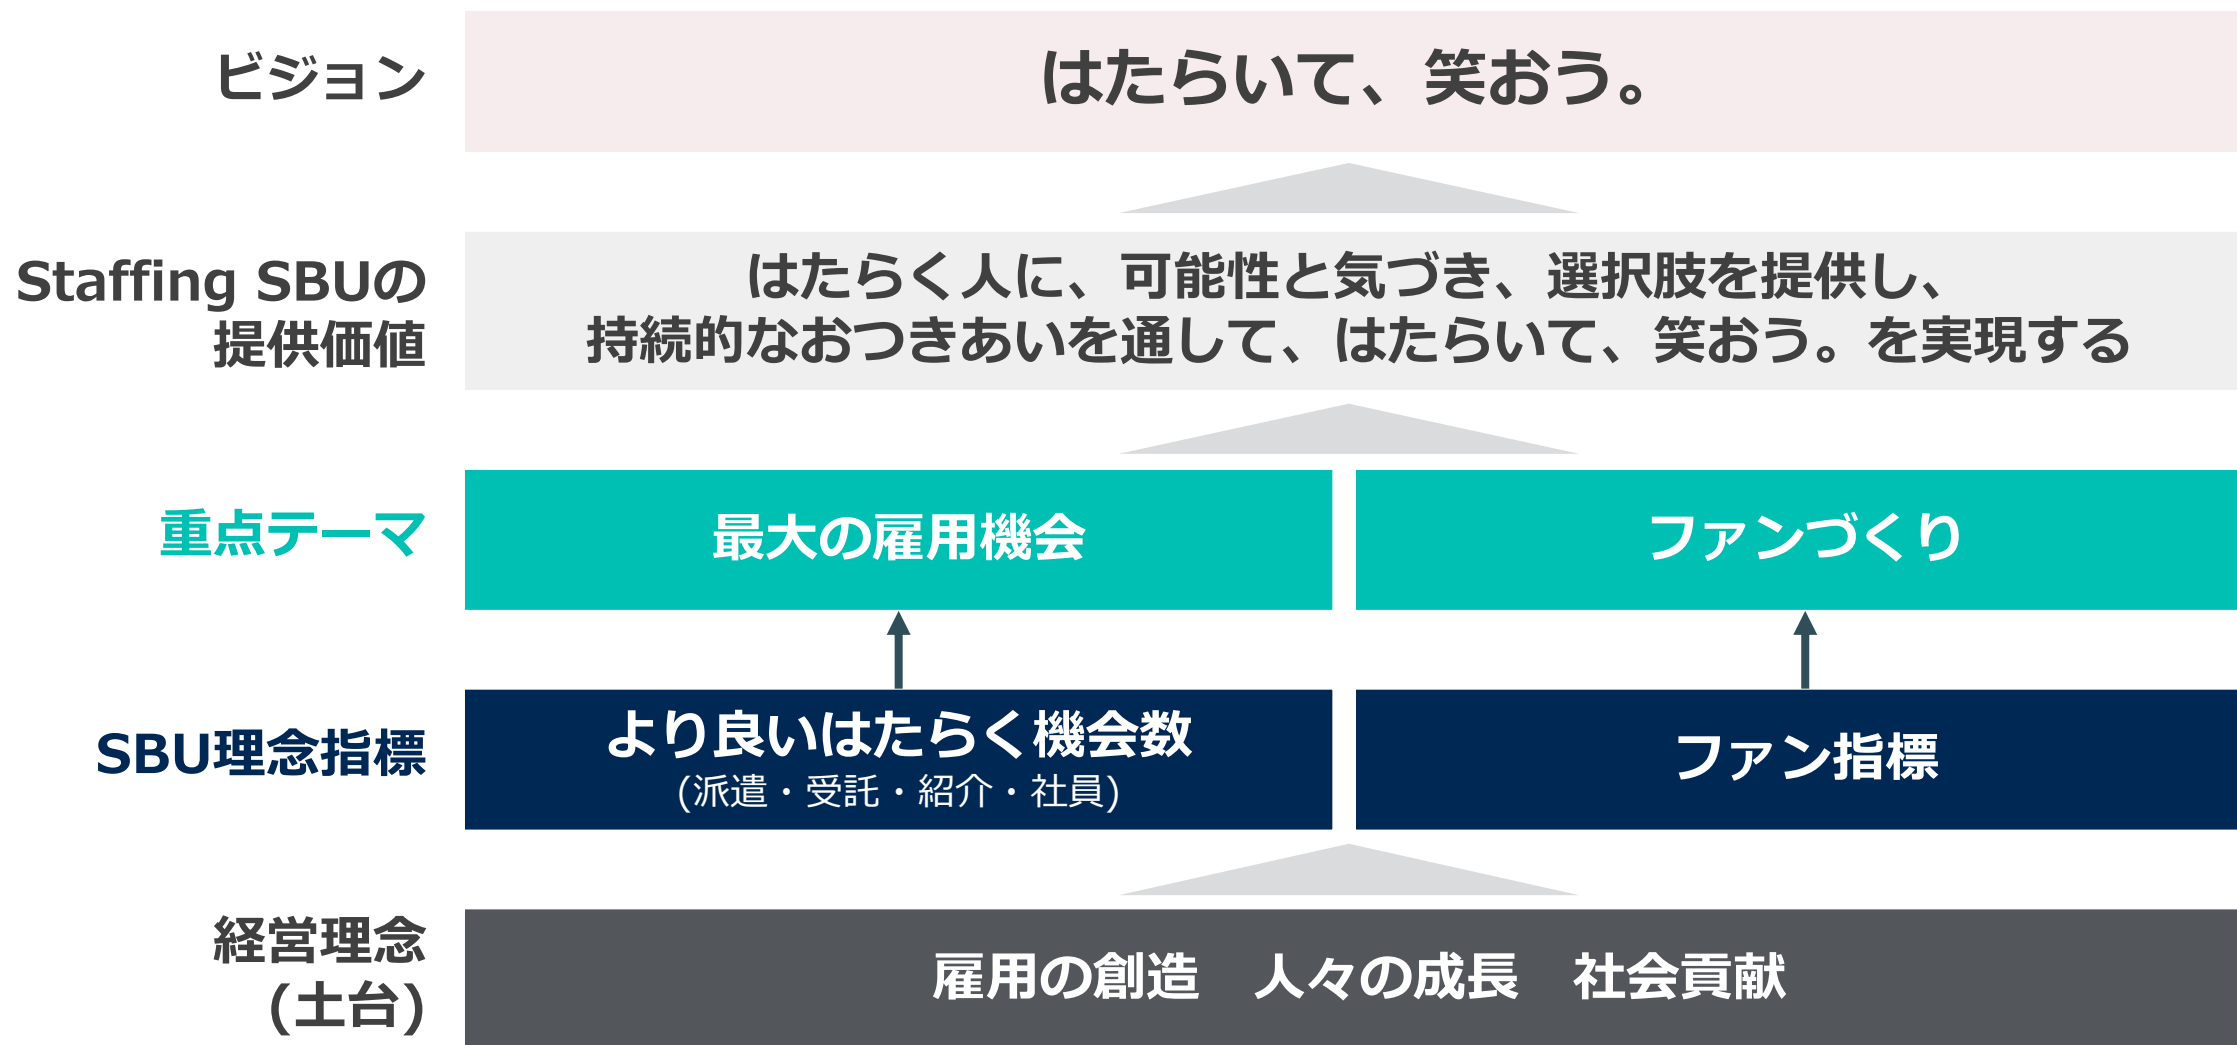 ビジョン
はたらいて、笑おう。
Staffing SBUの
提供価値
はたらく人に、可能性と気づき、選択肢を提供し、
持続的なおつきあいを通して、はたらいて、笑おう。を実現する
重点テーマ
最大の雇用機会
ファンづくり
SBU理念指標
より良いはたらく機会数
(派遣・受託・紹介・社員)
ファン指標
経営理念
(土台)
雇用の創造　人々の成長　社会貢献